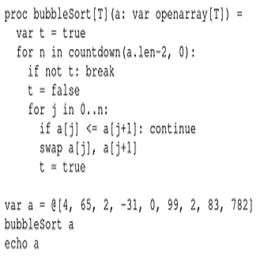 proc bubbleSort[T](a: var openarray[T]) =
  var t = true
  for n in countdown(a.len-2, 0):
    if not t: break
    t = false
    for j in 0..n:
      if a[j] <= a[j+1]: continue
      swap a[j], a[j+1]
      t = true

var a = @[4, 65, 2, -31, 0, 99, 2, 83, 782]
bubbleSort a
echo a